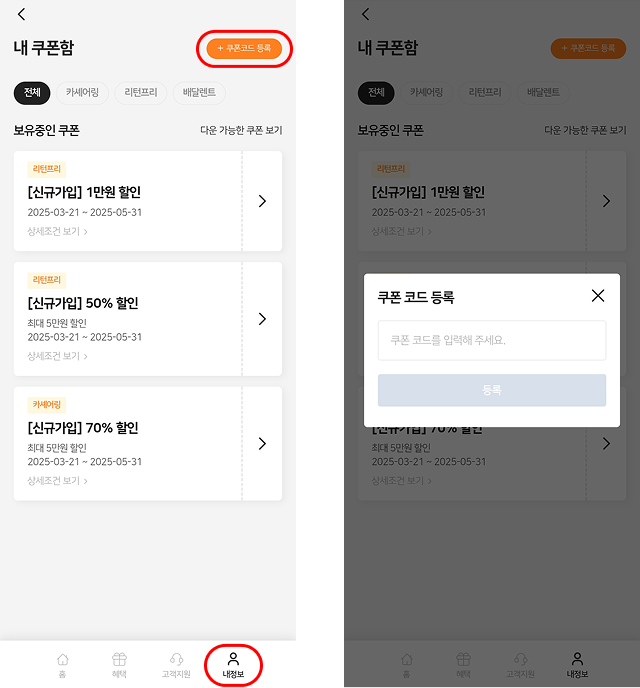 내 쿠폰함
+ 쿠폰코드 등록
전체 카셰어링 리턴프리 배달렌트
보유중인 쿠폰 다운 가능한 쿠폰 보기
리턴프리
[신규가입] 1만원 할인
2025-03-21 ~ 2025-05-31
상세조건 보기 >
리턴프리
[신규가입] 50% 할인
최대 5만원 할인
2025-03-21 ~ 2025-05-31
상세조건 보기 >
카셰어링
[신규가입] 70% 할인
최대 5만원 할인
2025-03-21 ~ 2025-05-31
상세조건 보기 >
홈 혜택 고객지원 내정보
내 쿠폰함
+ 쿠폰코드 등록
전체 카셰어링 리턴프리 배달렌트
보유중인 쿠폰 다운 가능한 쿠폰 보기
리턴프리
[신규가입] 1만원 할인
2025-03-21 ~ 2025-05-31
상세조건 보기 >
쿠폰 코드 등록
쿠폰 코드를 입력해 주세요.
등록
[신규가입] 70% 할인
최대 5만원 할인
2025-03-21 ~ 2025-05-31
상세조건 보기 >
홈 혜택 고객지원 내정보